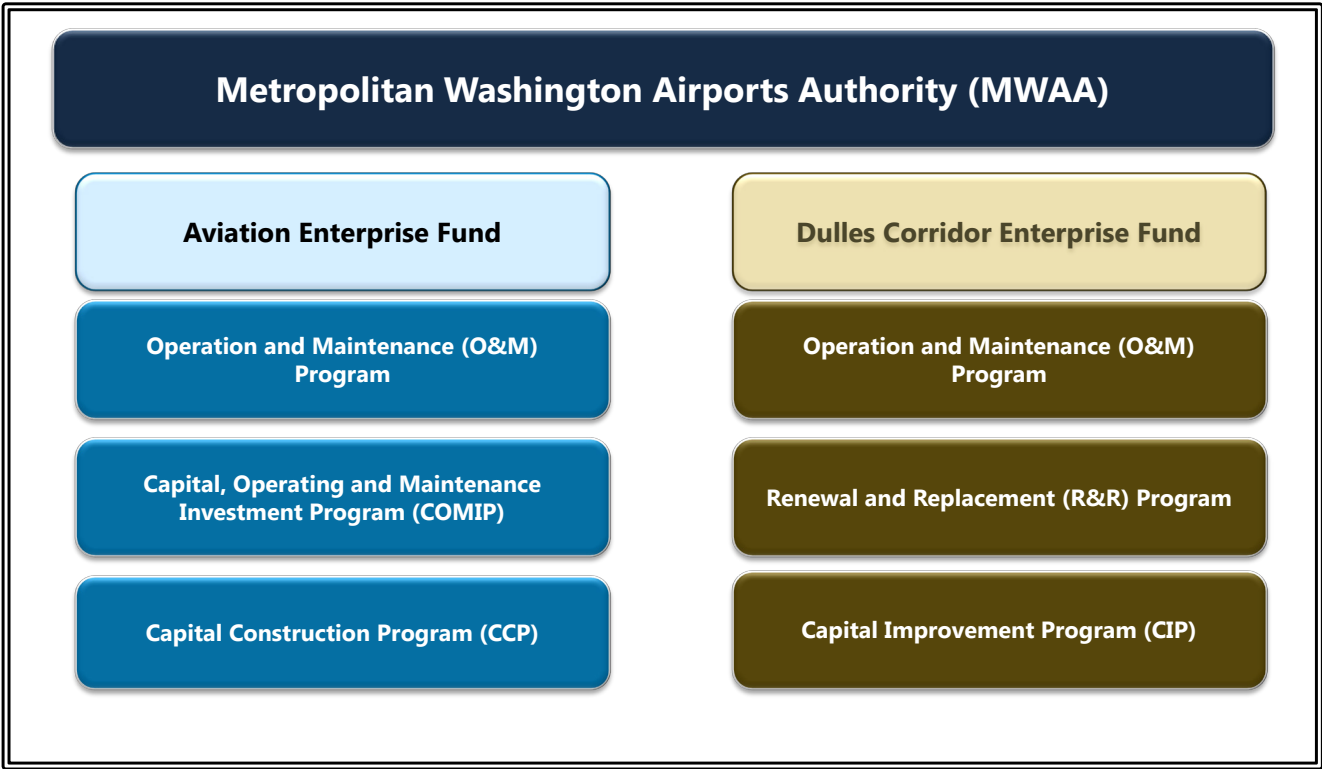 Metropolitan Washington Airports Authority (MWAA)
Aviation Enterprise Fund
Operation and Maintenance (O&M)
Program
Capital, Operating and Maintenance
Investment Program (COMIP)
Capital Construction Program (CCP)
Dulles Corridor Enterprise Fund
Operation and Maintenance (O&M)
Program
Renewal and Replacement (R&R) Program
Capital Improvement Program (CIP)